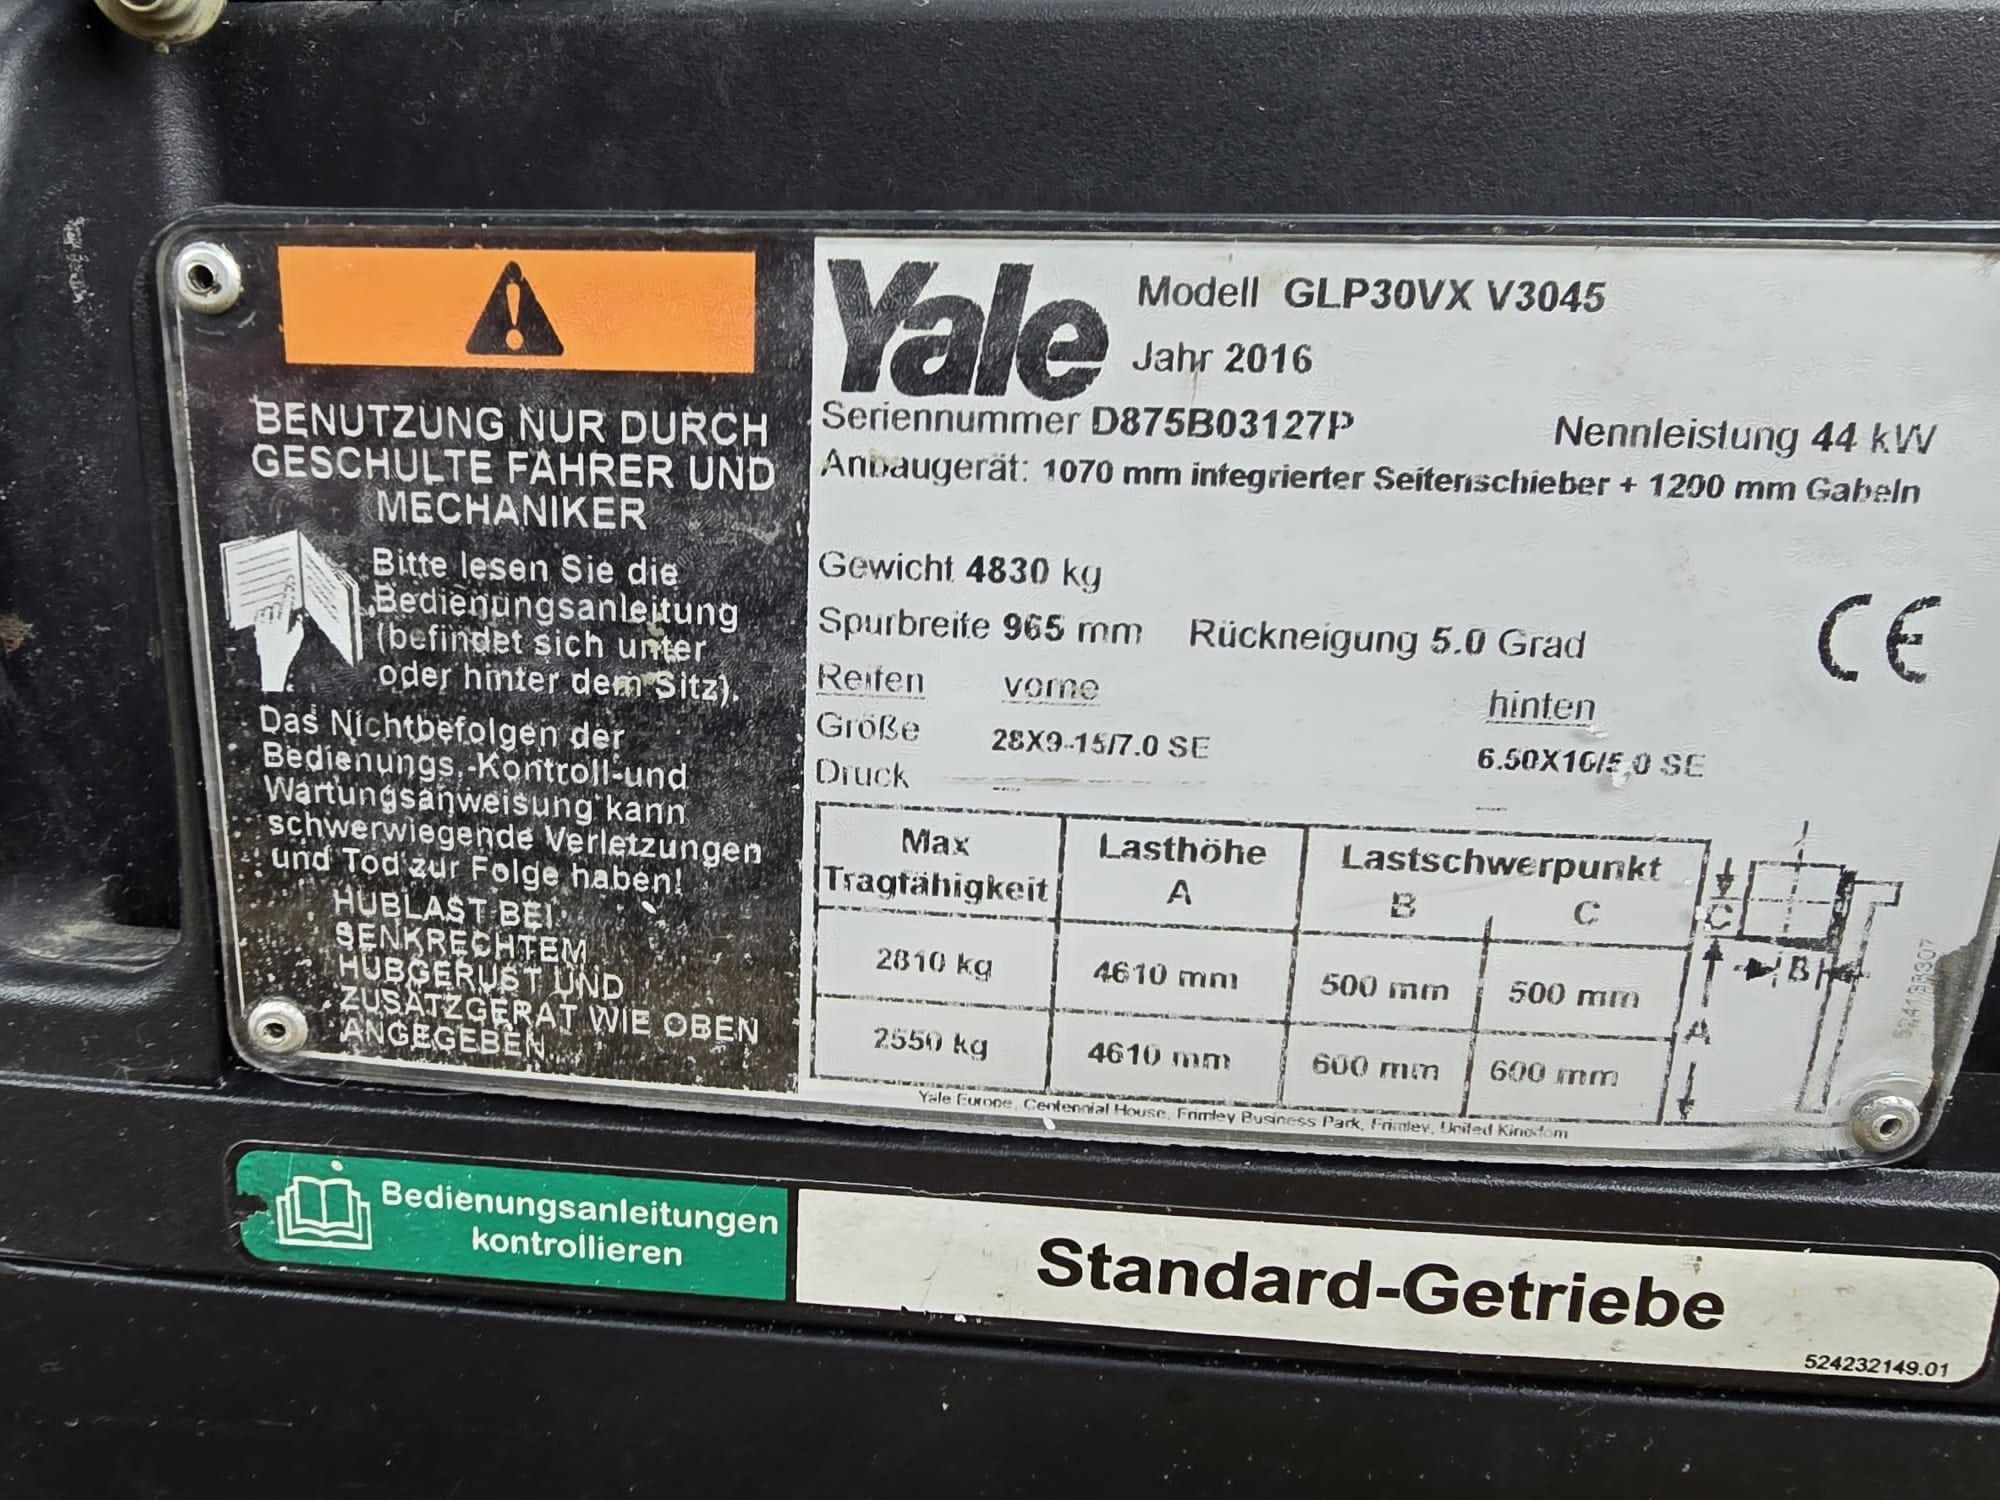 BENUTZUNG NUR DURCH
GESCHULTE FAHRER UND
MECHANIKER
Bitte lesen Sie die
Bedienungsanleitung
(befindet sich unter
oder hinter dem Sitz).
Das Nichtbefolgen der
Bedienungs,-Kontroll-und
Wartungsanweisung kann
schwerwiegende Verletzungen
und Tod zur Folge haben!
HUBLAST BEI
SENKRECHTEM
HUBGERÜST UND
ZUSATZGERÄT WIE OBEN
ANGEGEBEN
Yale
Modell GLP30VX V3045
Jahr 2016
Seriennummer D875B03127P Nennleistung 44 kW
Anbaugerät: 1070 mm integrierter Seitenschieber + 1200 mm Gabeln
Gewicht 4830 kg
Spurbreite 965 mm Rückneigung 5.0 Grad
CE
Reifen vorne hinten
Größe 28X9-15/7.0 SE 6.50X10/5.0 SE
Druck
Max Tragfähigkeit Lasthöhe A Lastschwerpunkt B C
2810 kg 4610 mm 500 mm 500 mm
2550 kg 4610 mm 600 mm 600 mm
C
B
A
Yale Europe, Centennial House, Frimley Business Park, Frimley, United Kingdom
Bedienungsanleitungen
kontrollieren
Standard-Getriebe
524232149.01